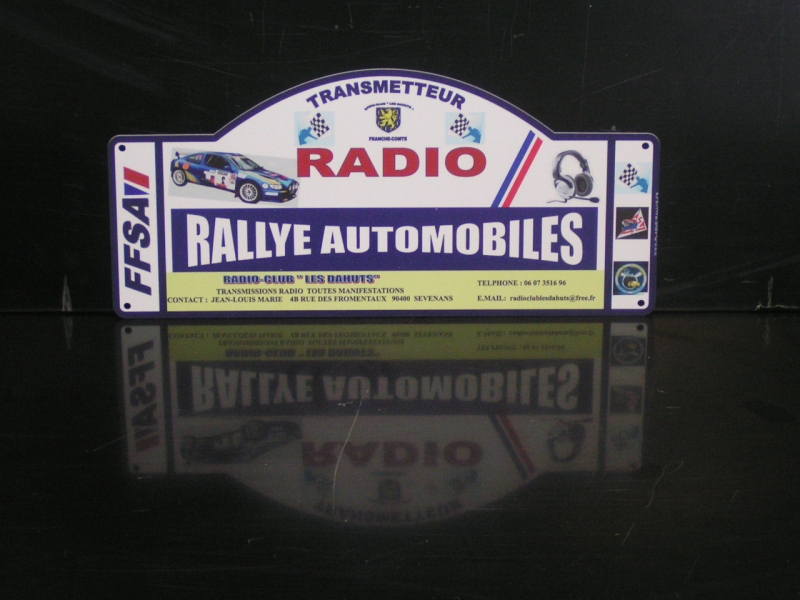 TRANSMETTEUR
FRANCHE-COMTE
RADIO
FFSA
RALLYE AUTOMOBILES
RADIO-CLUB " LES DAHUTS"
TRANSMISSIONS RADIO TOUTES MANIFESTATIONS
CONTACT : JEAN-LOUIS MARIE 4B RUE DES FROMENTAUX 90400 SEVENANS
TELPHONE : 06 07 3516 96
E.MAIL: radioclublesdahuts@free.fr